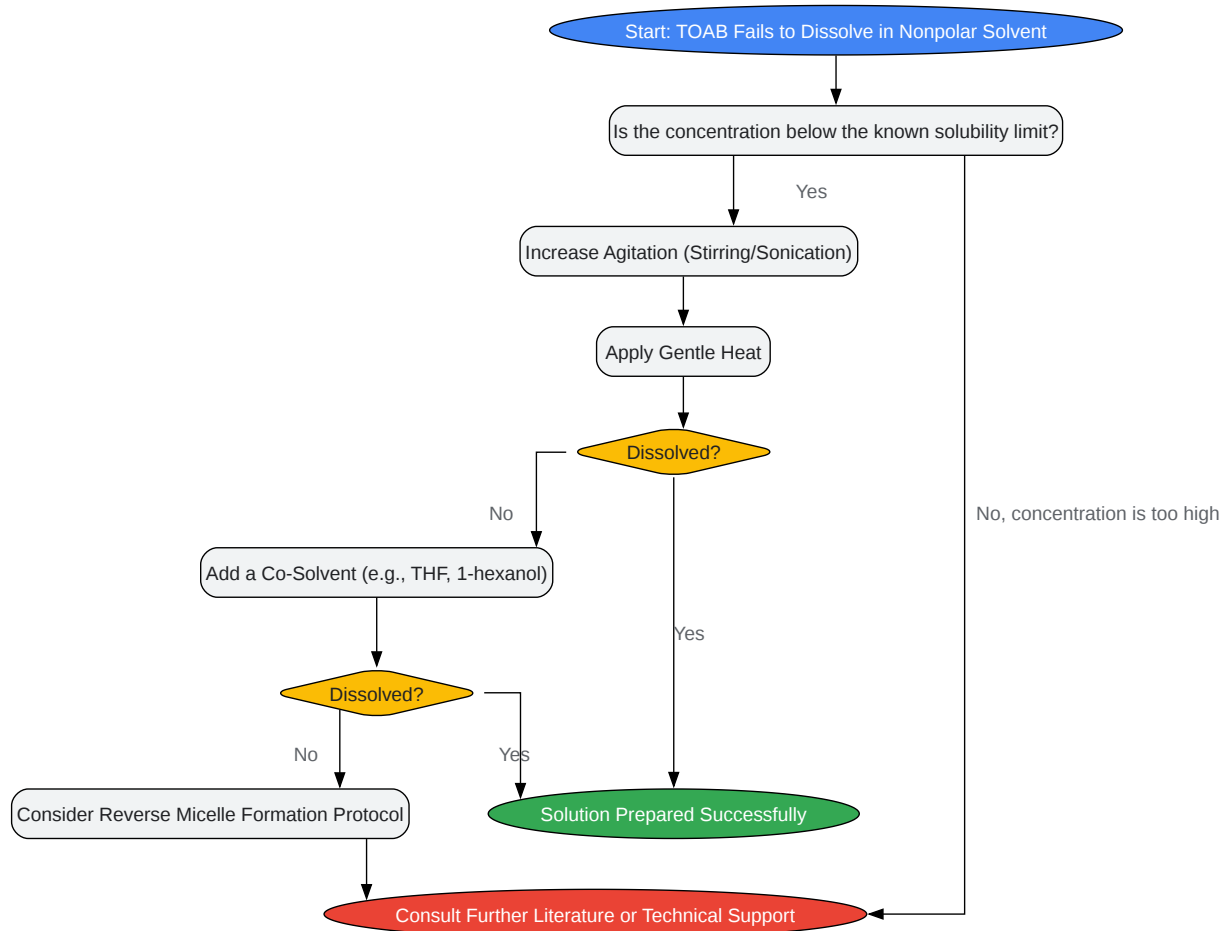 Start: TOAB Fails to Dissolve in Nonpolar Solvent
Is the concentration below the known solubility limit?
Yes
Increase Agitation (Stirring/Sonication)
Apply Gentle Heat
Dissolved?
No
No, concentration is too high
Add a Co-Solvent (e.g., THF, 1-hexanol)
Yes
Dissolved?
No
Yes
Consider Reverse Micelle Formation Protocol
Solution Prepared Successfully
Consult Further Literature or Technical Support